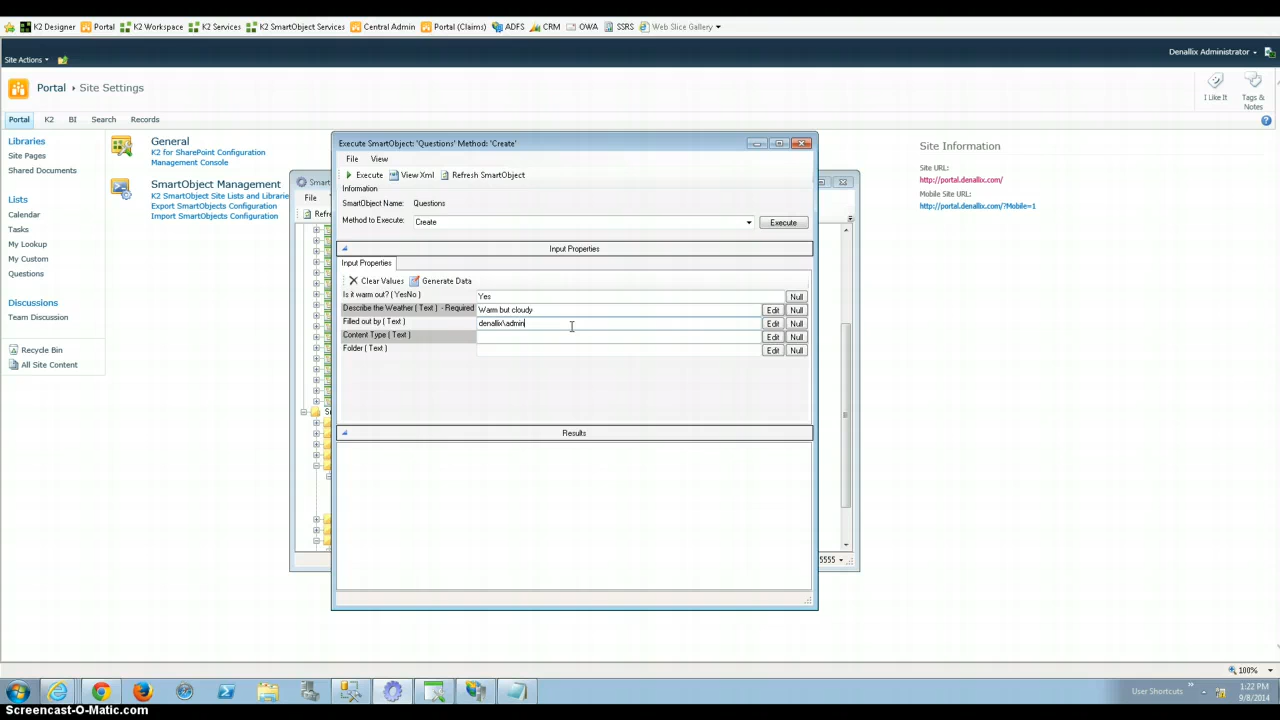 K2 Designer Portal K2 Workspace K2 Services K2 SmartObject Services Central Admin Portal (Claims) ADFS CRM OWA SSRS Web Slice Gallery
Site Actions
Denallix Administrator
Portal Site Settings
I Like It
Tags & Notes
Portal K2 BI Search Records
Libraries
Site Pages
Shared Documents
Lists
Calendar
Tasks
My Lookup
My Custom
Questions
Discussions
Team Discussion
Recycle Bin
All Site Content
General
K2 for SharePoint Configuration
Management Console
SmartObject Management
K2 SmartObject Site Lists and Librarie
Export SmartObjects Configuration
Import SmartObjects Configuration
Site Information
Site URL:
http://portal.denallix.com/
Mobile Site URL:
http://portal.denallix.com/?Mobile=1
Smart
File
Refre
S
5555
Execute SmartObject: 'Questions' Method: 'Create'
File View
Execute View Xml Refresh SmartObject
Information
SmartObject Name: Questions
Method to Execute: Create Execute
Input Properties
Input Properties
Clear Values Generate Data
Is it warm out? ( YesNo ) Yes Null
Describe the Weather ( Text ) - Required Warm but cloudy Edit Null
Filled out by ( Text ) denallix\admin Edit Null
Content Type ( Text ) Edit Null
Folder ( Text ) Edit Null
Results
100%
User Shortcuts
1:22 PM
9/8/2014
Screencast-O-Matic.com